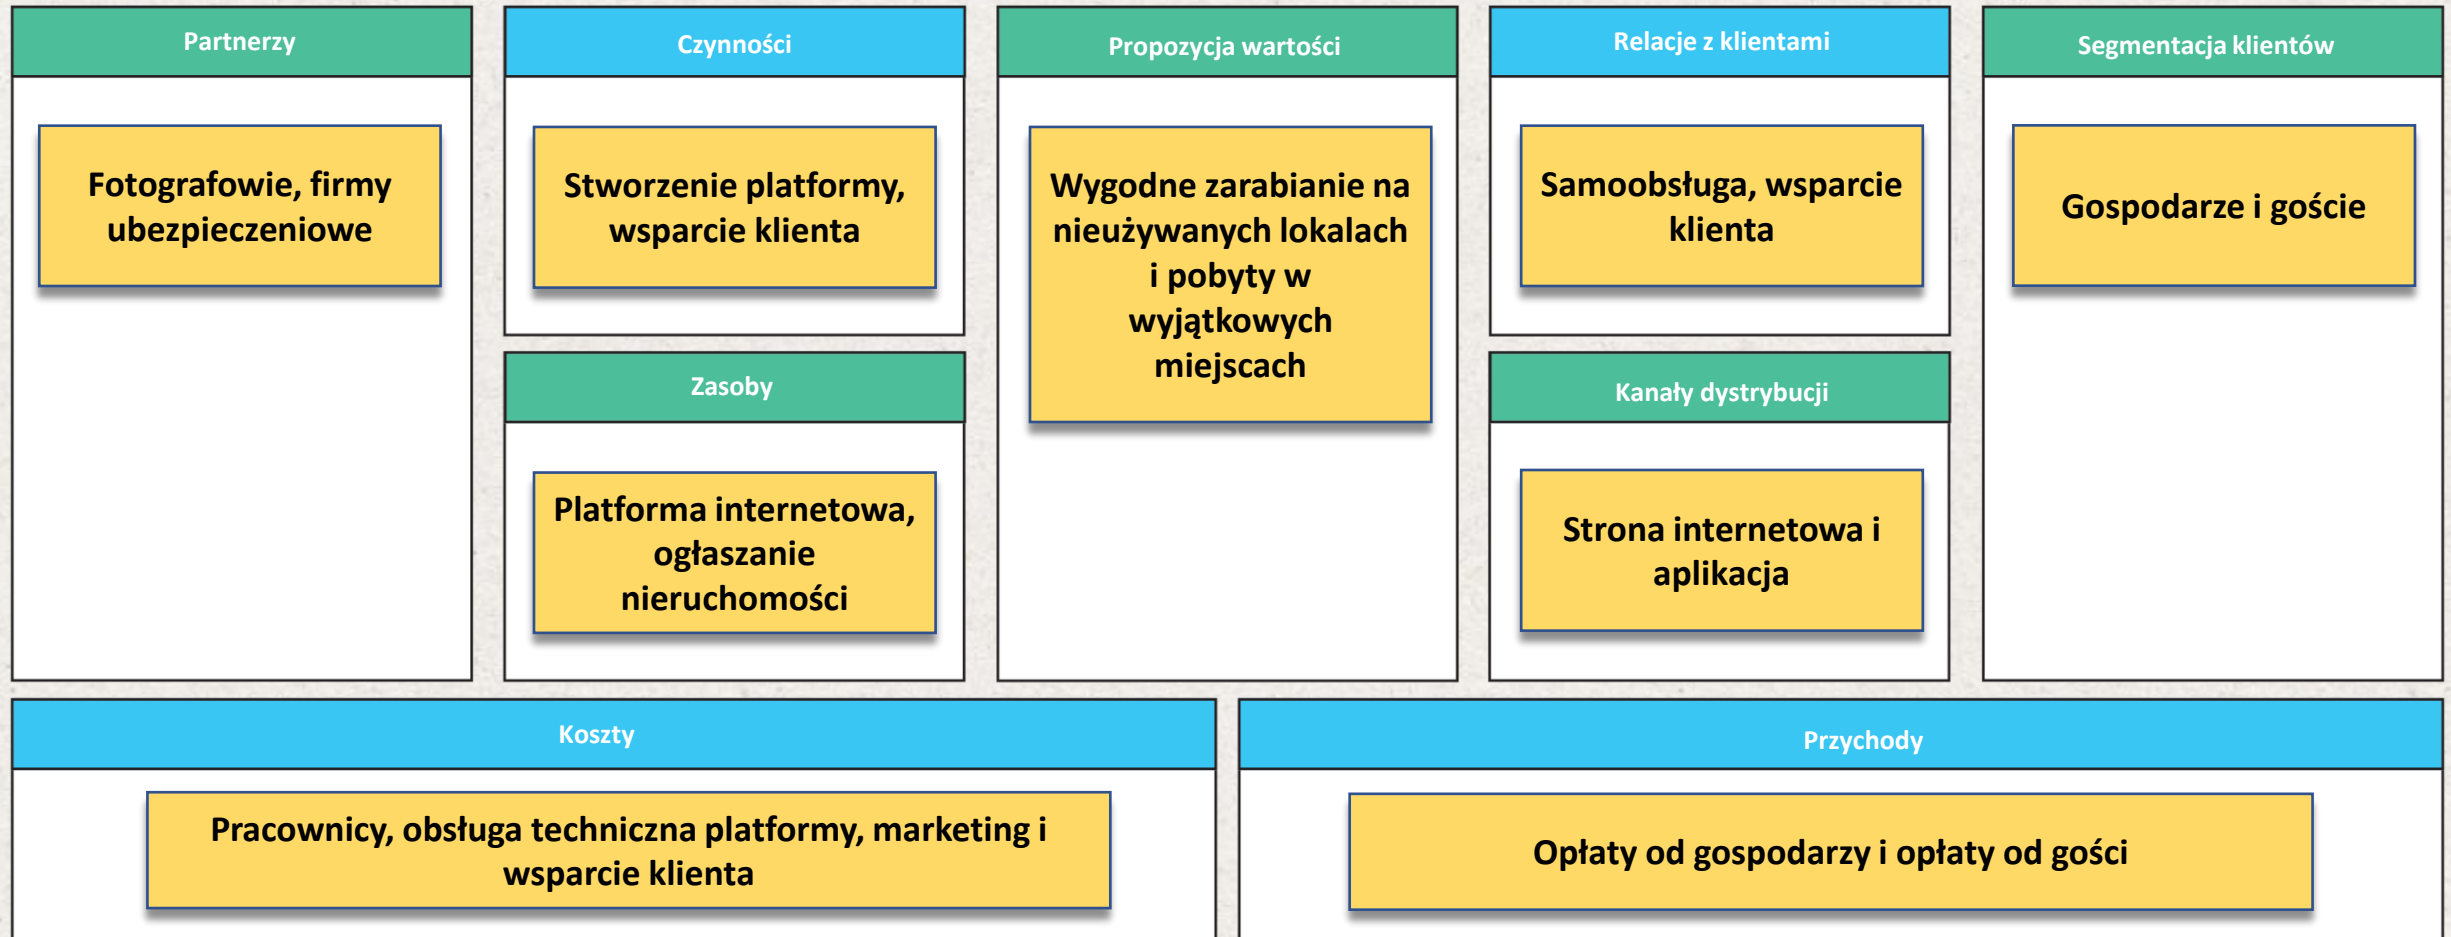 Partnerzy
Fotografowie, firmy
ubezpieczeniowe
Czynności
Stworzenie platformy,
wsparcie klienta
Zasoby
Platforma internetowa,
ogłaszanie
nieruchomości
Propozycja wartości
Wygodne zarabianie na
nieużywanych lokalach
i pobyty w
wyjątkowych
miejscach
Relacje z klientami
Samoobsługa, wsparcie
klienta
Kanały dystrybucji
Strona internetowa i
aplikacja
Segmentacja klientów
Gospodarze i goście
Koszty
Pracownicy, obsługa techniczna platformy, marketing i
wsparcie klienta
Przychody
Opłaty od gospodarzy i opłaty od gości